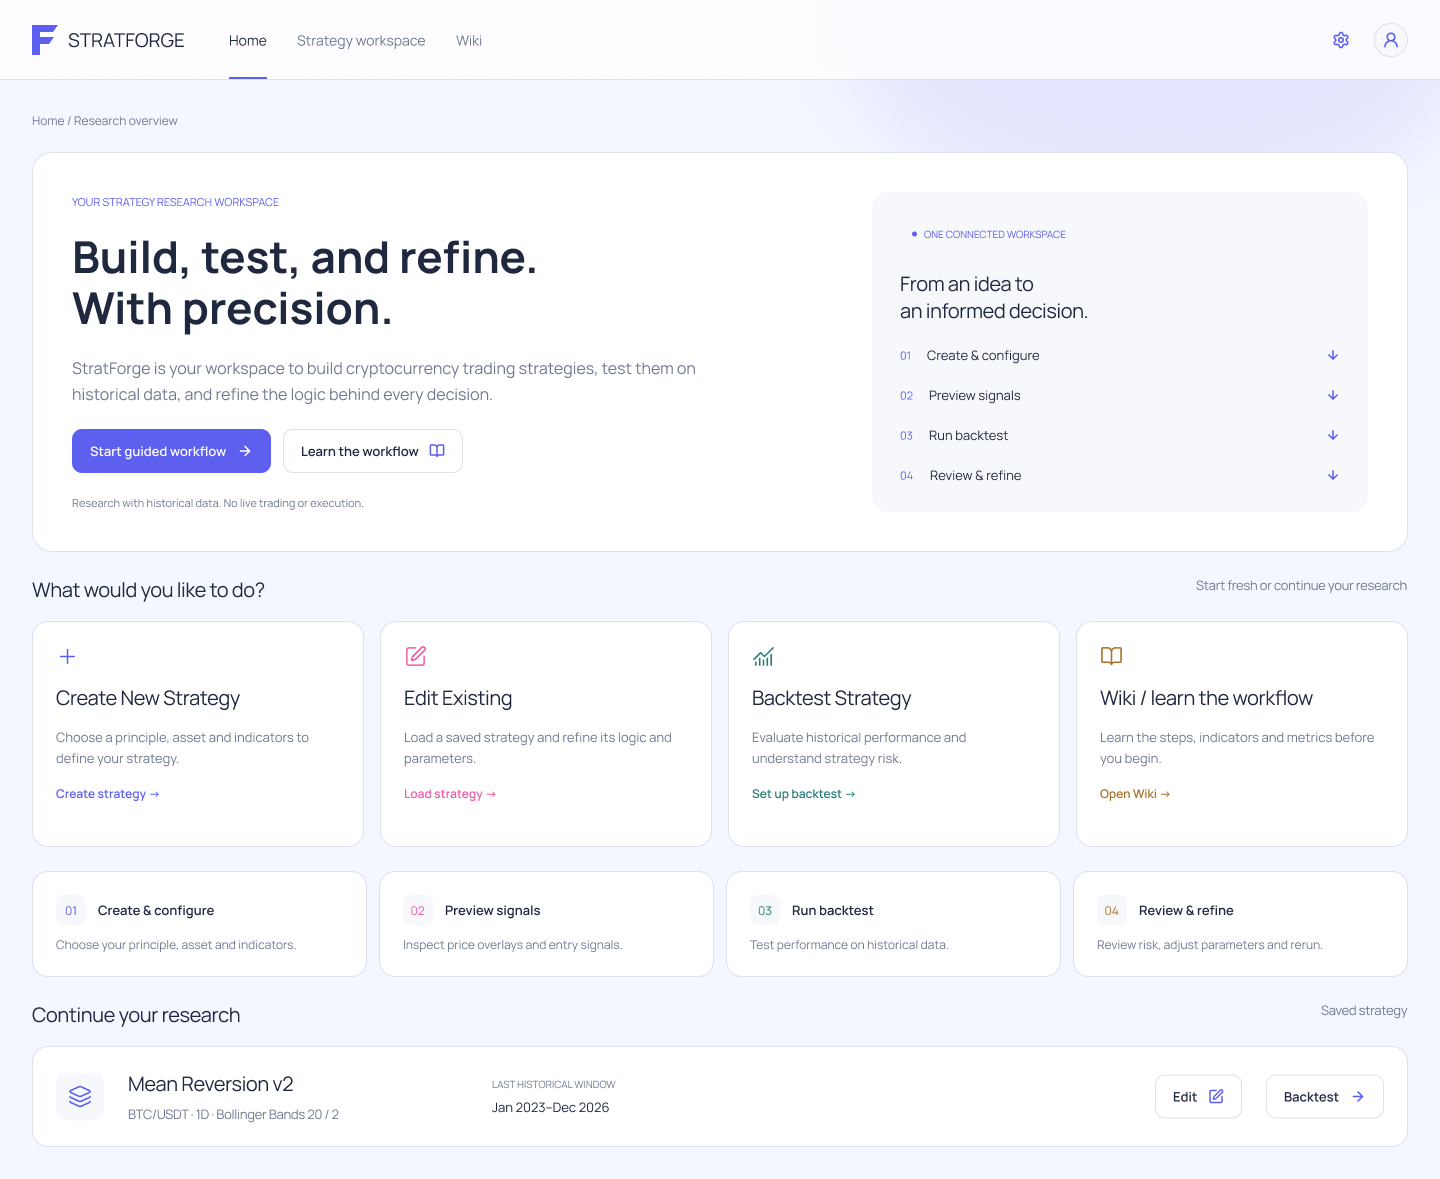 STRATFORGE
Home
Strategy workspace
Wiki
Home / Research overview
YOUR STRATEGY RESEARCH WORKSPACE
Build, test, and refine.
With precision.
StratForge is your workspace to build cryptocurrency trading strategies, test them on
historical data, and refine the logic behind every decision.
Start guided workflow →
Learn the workflow
Research with historical data. No live trading or execution.
• ONE CONNECTED WORKSPACE
From an idea to
an informed decision.
01 Create & configure ↓
02 Preview signals ↓
03 Run backtest ↓
04 Review & refine ↓
What would you like to do?
Start fresh or continue your research
Create New Strategy
Choose a principle, asset and indicators to
define your strategy.
Create strategy →
Edit Existing
Load a saved strategy and refine its logic and
parameters.
Load strategy →
Backtest Strategy
Evaluate historical performance and
understand strategy risk.
Set up backtest →
Wiki / learn the workflow
Learn the steps, indicators and metrics before
you begin.
Open Wiki →
01 Create & configure
Choose your principle, asset and indicators.
02 Preview signals
Inspect price overlays and entry signals.
03 Run backtest
Test performance on historical data.
04 Review & refine
Review risk, adjust parameters and rerun.
Continue your research
Saved strategy
Mean Reversion v2
BTC/USDT · 1D · Bollinger Bands 20 / 2
LAST HISTORICAL WINDOW
Jan 2023–Dec 2026
Edit
Backtest →